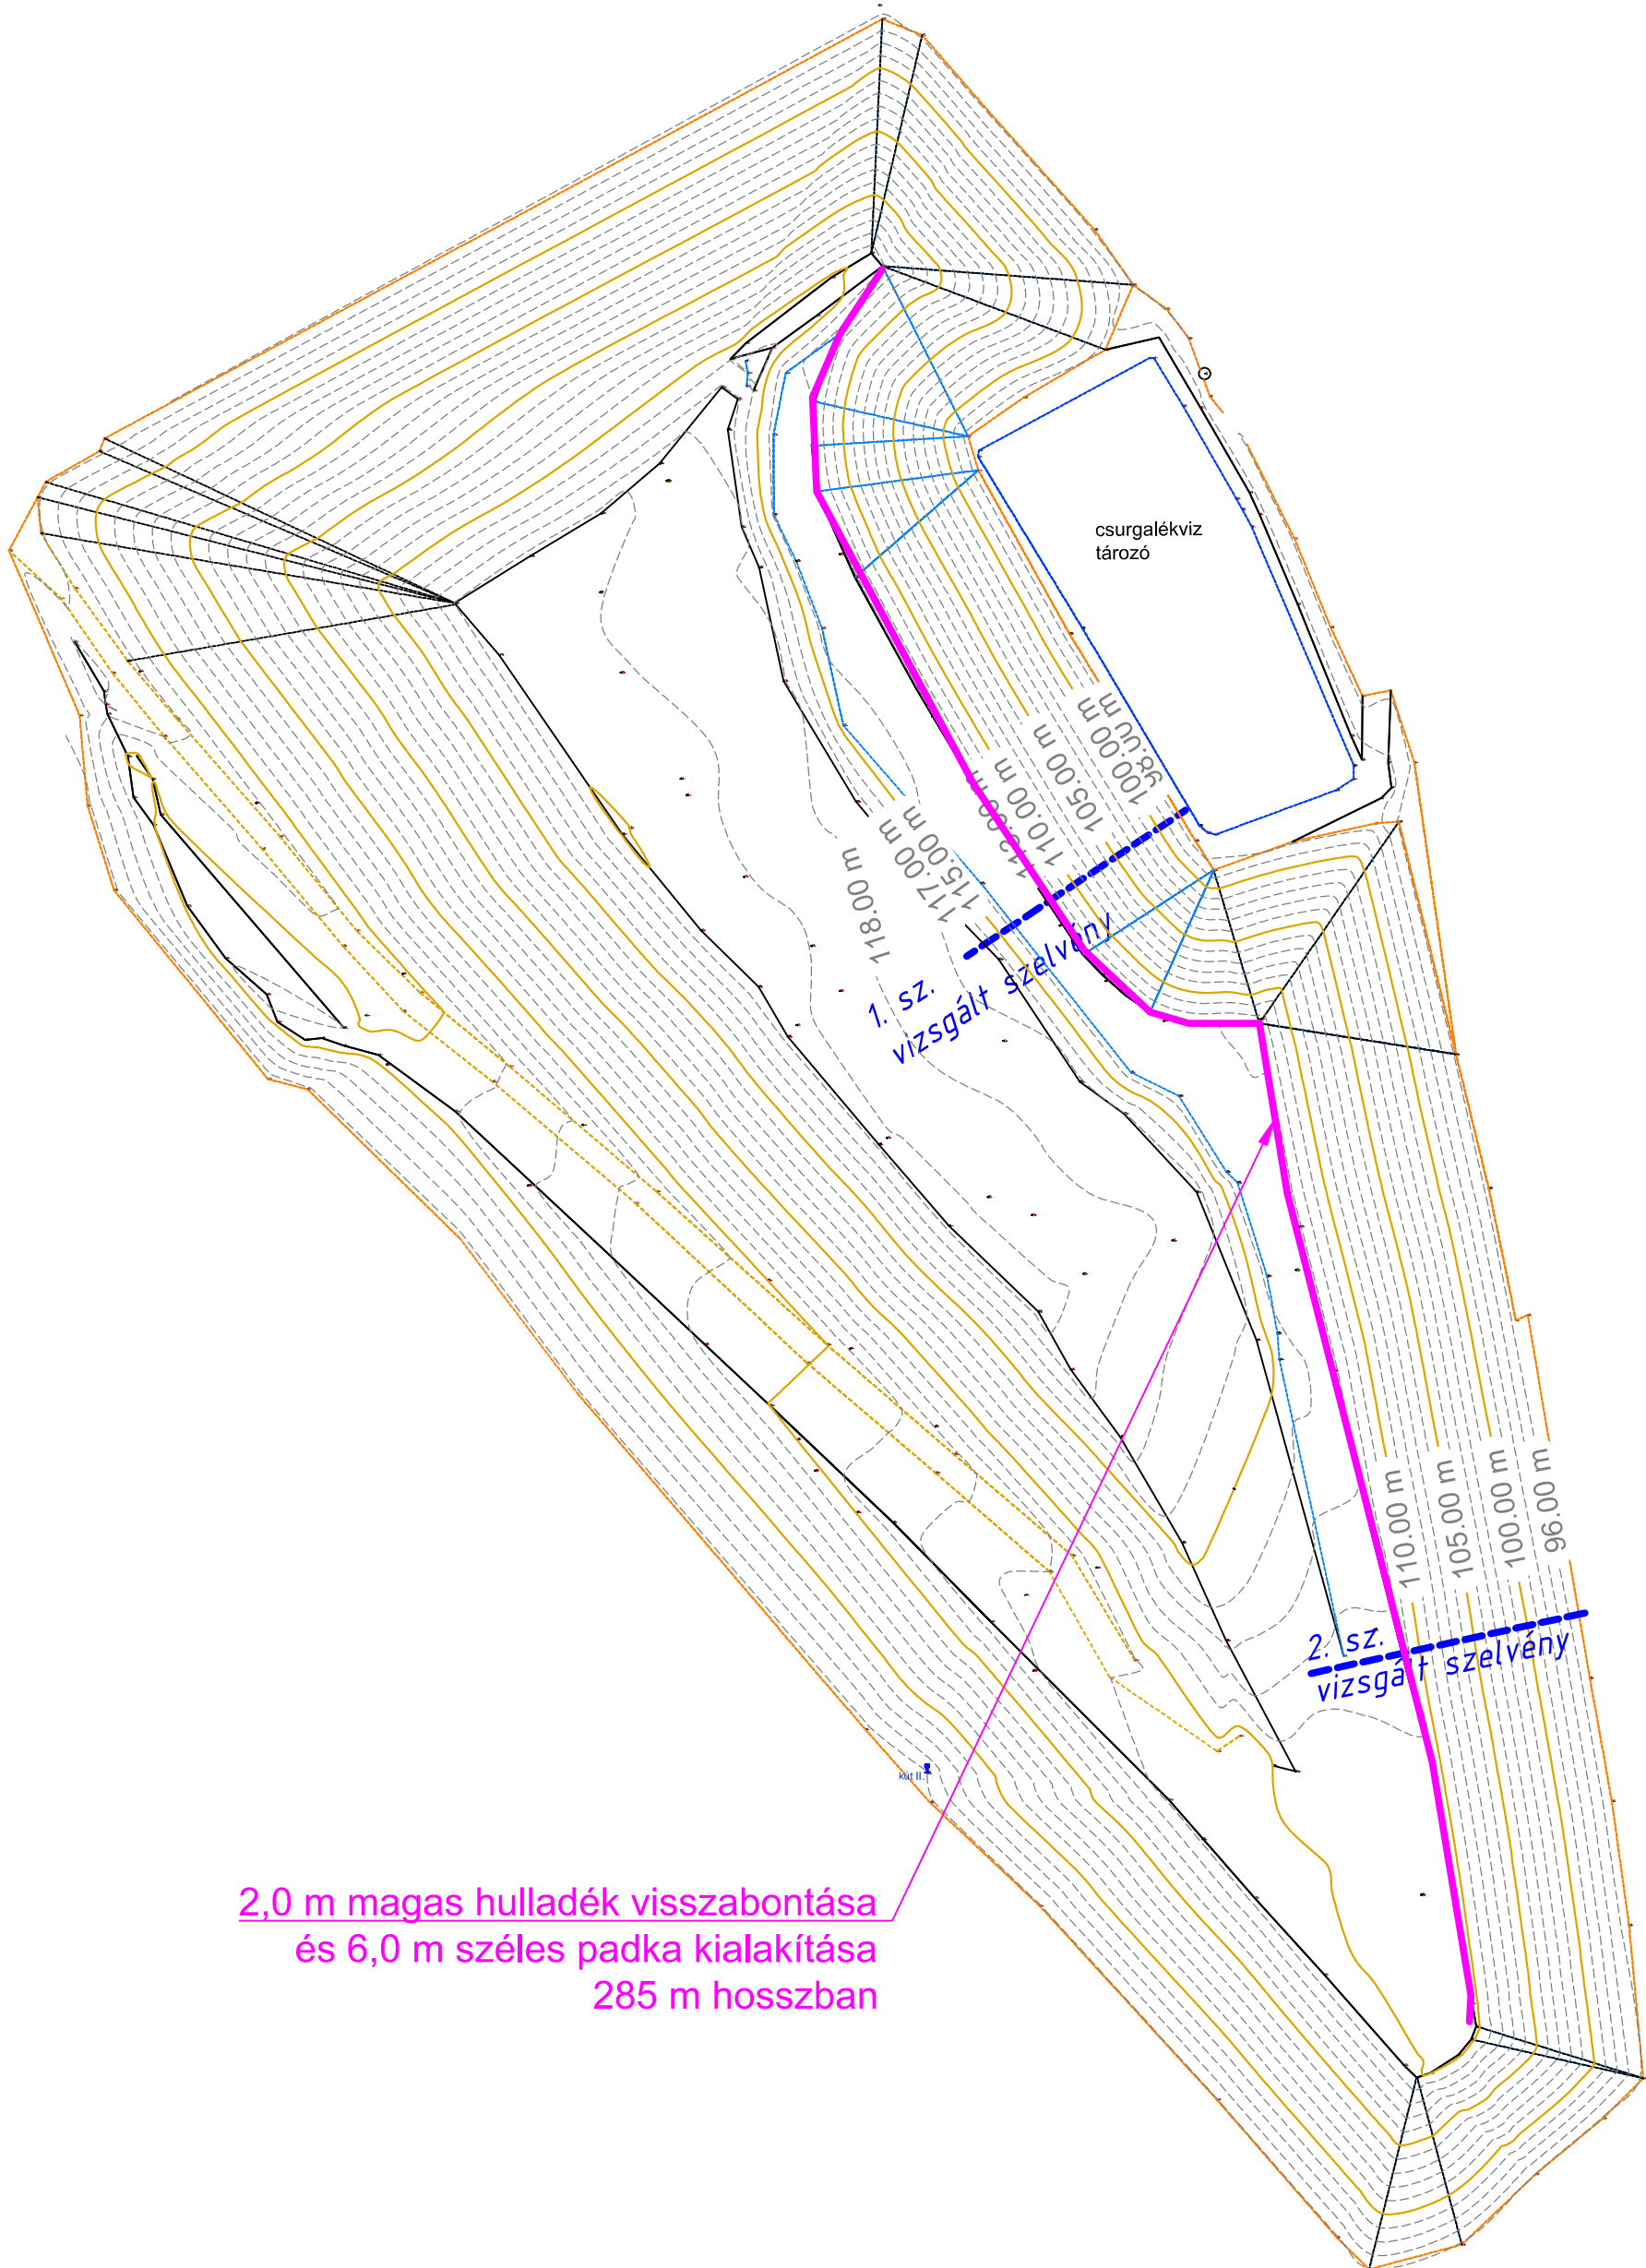 csurgalékviz
tározó
98.00 m
100.00 m
105.00 m
110.00 m
115.00 m
117.00 m
118.00 m
1. sz.
vizsgált szelvény
110.00 m
105.00 m
100.00 m
96.00 m
2. sz.
vizsgált szelvény
kút II.
2,0 m magas hulladék visszabontása
és 6,0 m széles padka kialakítása
285 m hosszban